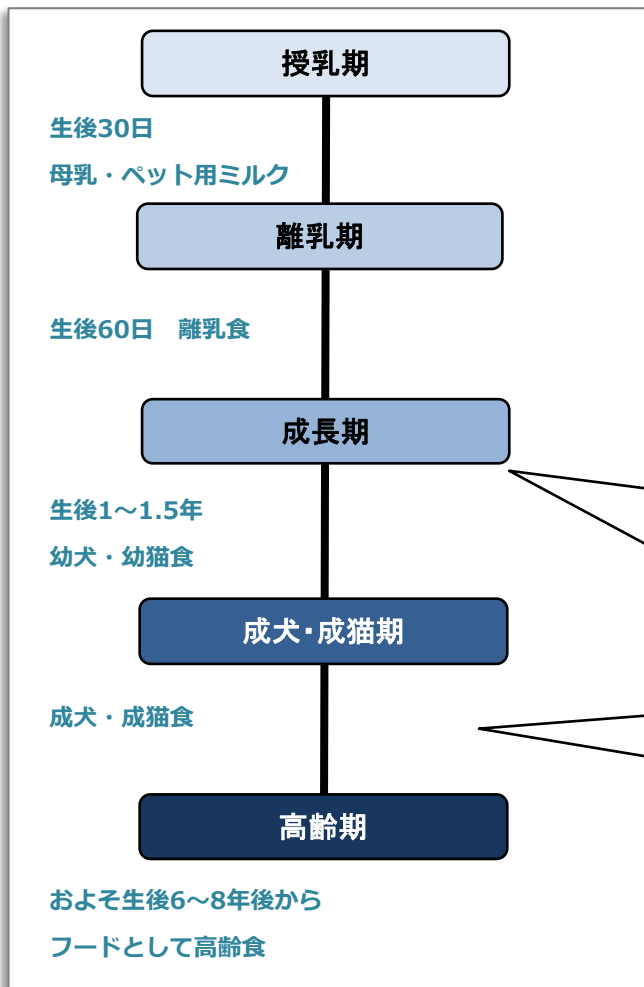 授乳期
生後30日
母乳・ペット用ミルク
離乳期
生後60日　離乳食
成長期
生後1～1.5年
幼犬・幼猫食
成犬・成猫期
成犬・成猫食
高齢期
およそ生後6～8年後から
フードとして高齢食